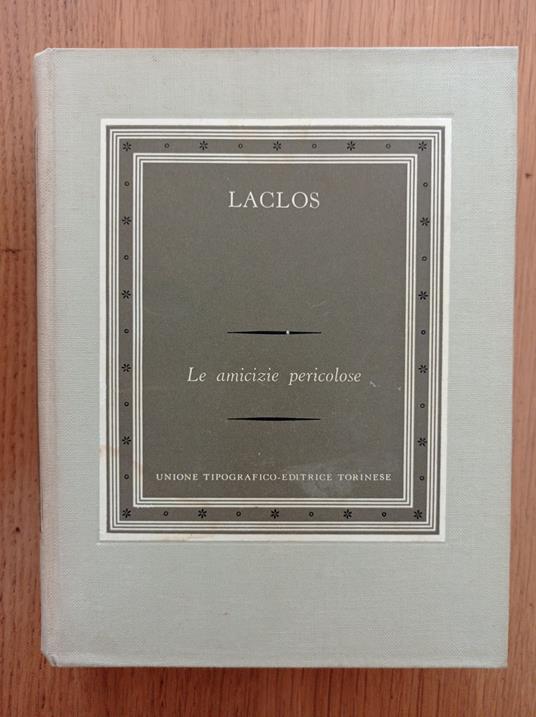 LACLOS
Le amicizie pericolose
UNIONE TIPOGRAFICO-EDITRICE TORINESE